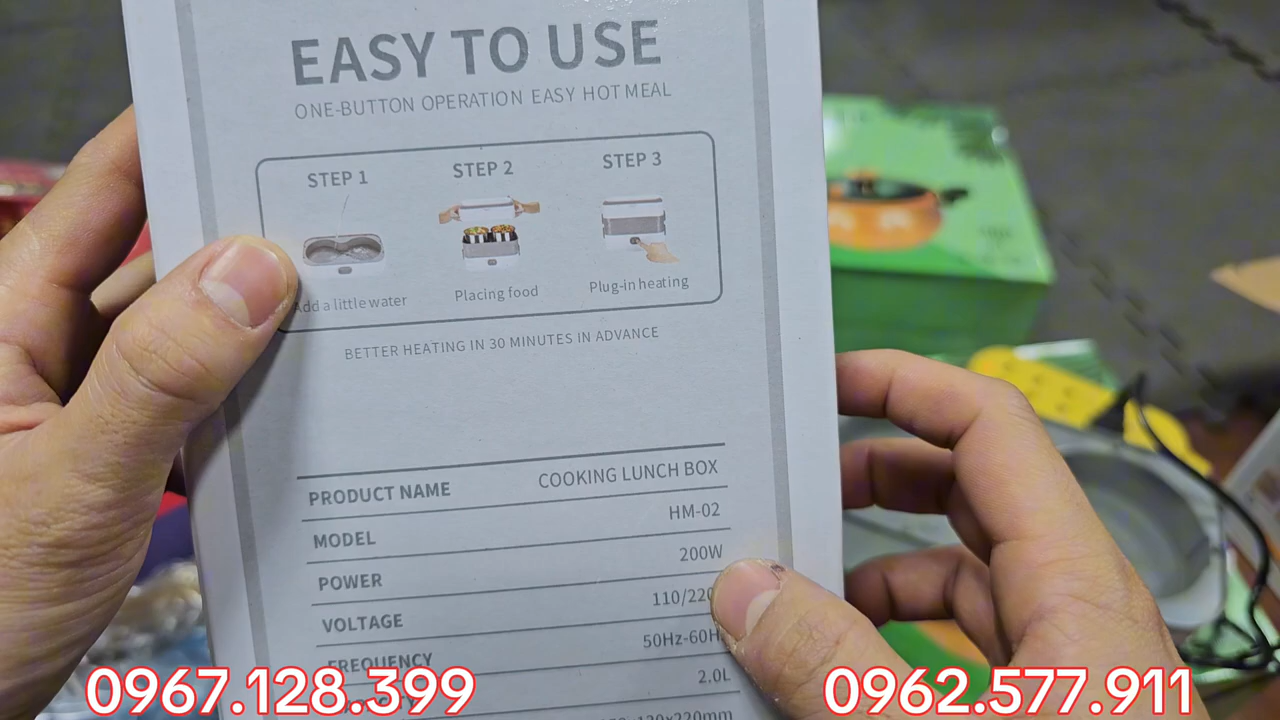 EASY TO USE
ONE-BUTTON OPERATION EASY HOT MEAL
STEP 1
STEP 2
STEP 3
Add a little water
Placing food
Plug-in heating
BETTER HEATING IN 30 MINUTES IN ADVANCE
PRODUCT NAME COOKING LUNCH BOX
MODEL HM-02
POWER 200W
VOLTAGE 110/220
FREQUENCY 50Hz-60H
2.0L
0967.128.399
0962.577.911